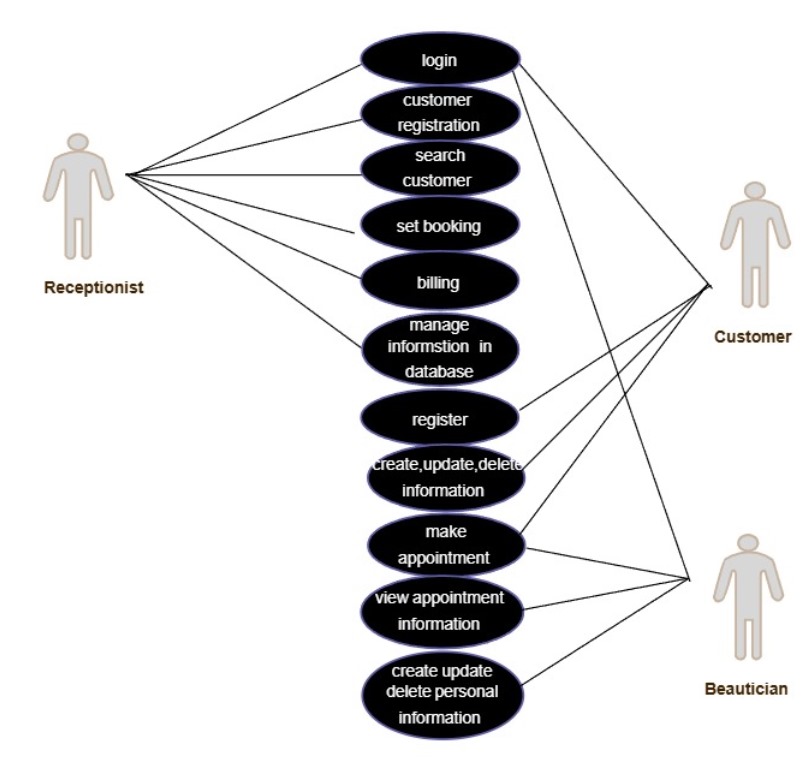 login
customer
registration
search
customer
set booking
billing
manage
informstion in
database
register
create,update,delete
information
make
appointment
view appointment
information
create update
delete personal
information
Receptionist
Customer
Beautician